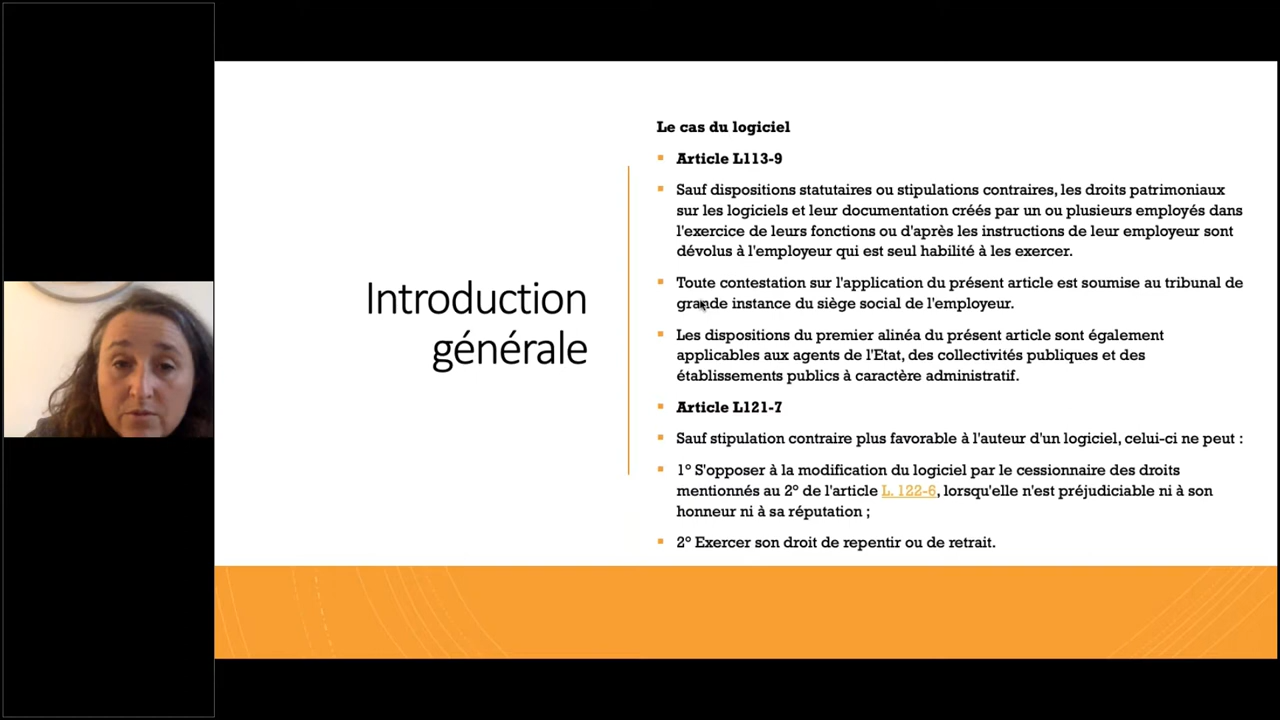 Introduction
générale
Le cas du logiciel
Article L113-9
Sauf dispositions statutaires ou stipulations contraires, les droits patrimoniaux
sur les logiciels et leur documentation créés par un ou plusieurs employés dans
l'exercice de leurs fonctions ou d'après les instructions de leur employeur sont
dévolus à l'employeur qui est seul habilité à les exercer.
Toute contestation sur l'application du présent article est soumise au tribunal de
grande instance du siège social de l'employeur.
Les dispositions du premier alinéa du présent article sont également
applicables aux agents de l'Etat, des collectivités publiques et des
établissements publics à caractère administratif.
Article L121-7
Sauf stipulation contraire plus favorable à l'auteur d'un logiciel, celui-ci ne peut :
1° S'opposer à la modification du logiciel par le cessionnaire des droits
mentionnés au 2° de l'article L. 122-6, lorsqu'elle n'est préjudiciable ni à son
honneur ni à sa réputation ;
2° Exercer son droit de repentir ou de retrait.